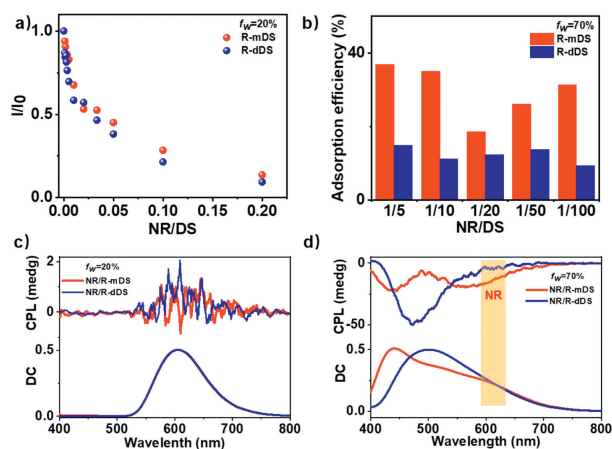 a)
f_w=20%
R-mDS
R-dDS
I/I₀
1.0
0.5
0.0
0.00 0.05 0.10 0.15 0.20
NR/DS
b)
f_w=70%
R-mDS
R-dDS
Adsorption efficiency (%)
40
0
1/5 1/10 1/20 1/50 1/100
NR/DS
c)
f_w=20%
NR/R-mDS
NR/R-dDS
CPL (medg)
2
0
DC
0.5
0.0
400 500 600 700 800
Wavelenth (nm)
d)
f_w=70%
NR/R-mDS
NR/R-dDS
NR
CPL (medg)
0
-50
DC
0.5
0.0
400 500 600 700 800
Wavelength (nm)